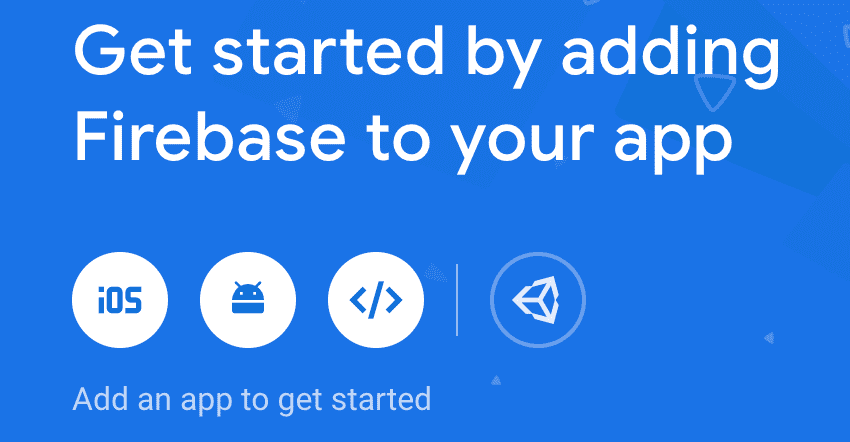 Get started by adding
Firebase to your app
iOS
</>
Add an app to get started